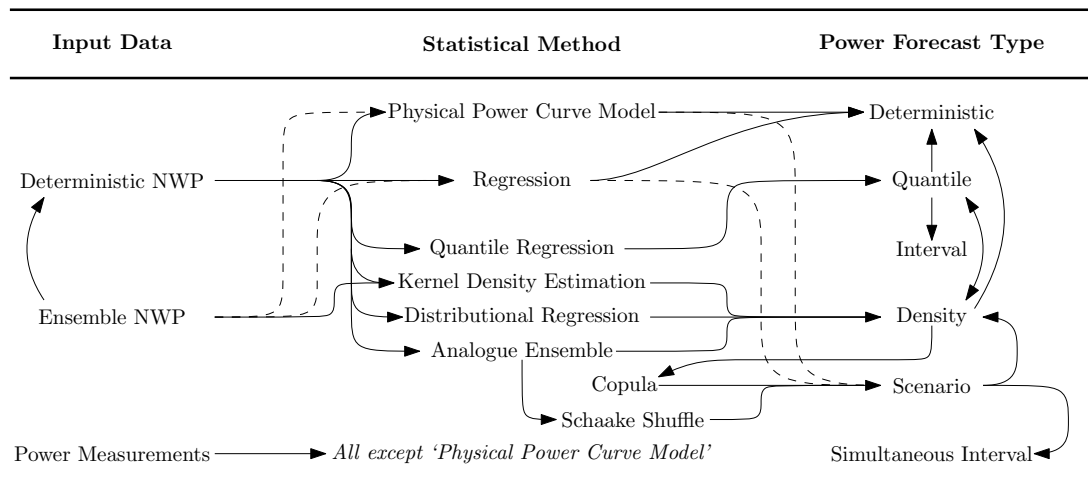 Input Data Statistical Method Power Forecast Type
Physical Power Curve Model Deterministic
Deterministic NWP Regression Quantile
Quantile Regression Interval
Kernel Density Estimation
Ensemble NWP Distributional Regression Density
Analogue Ensemble
Copula Scenario
Schaake Shuffle
Power Measurements All except ‘Physical Power Curve Model’ Simultaneous Interval